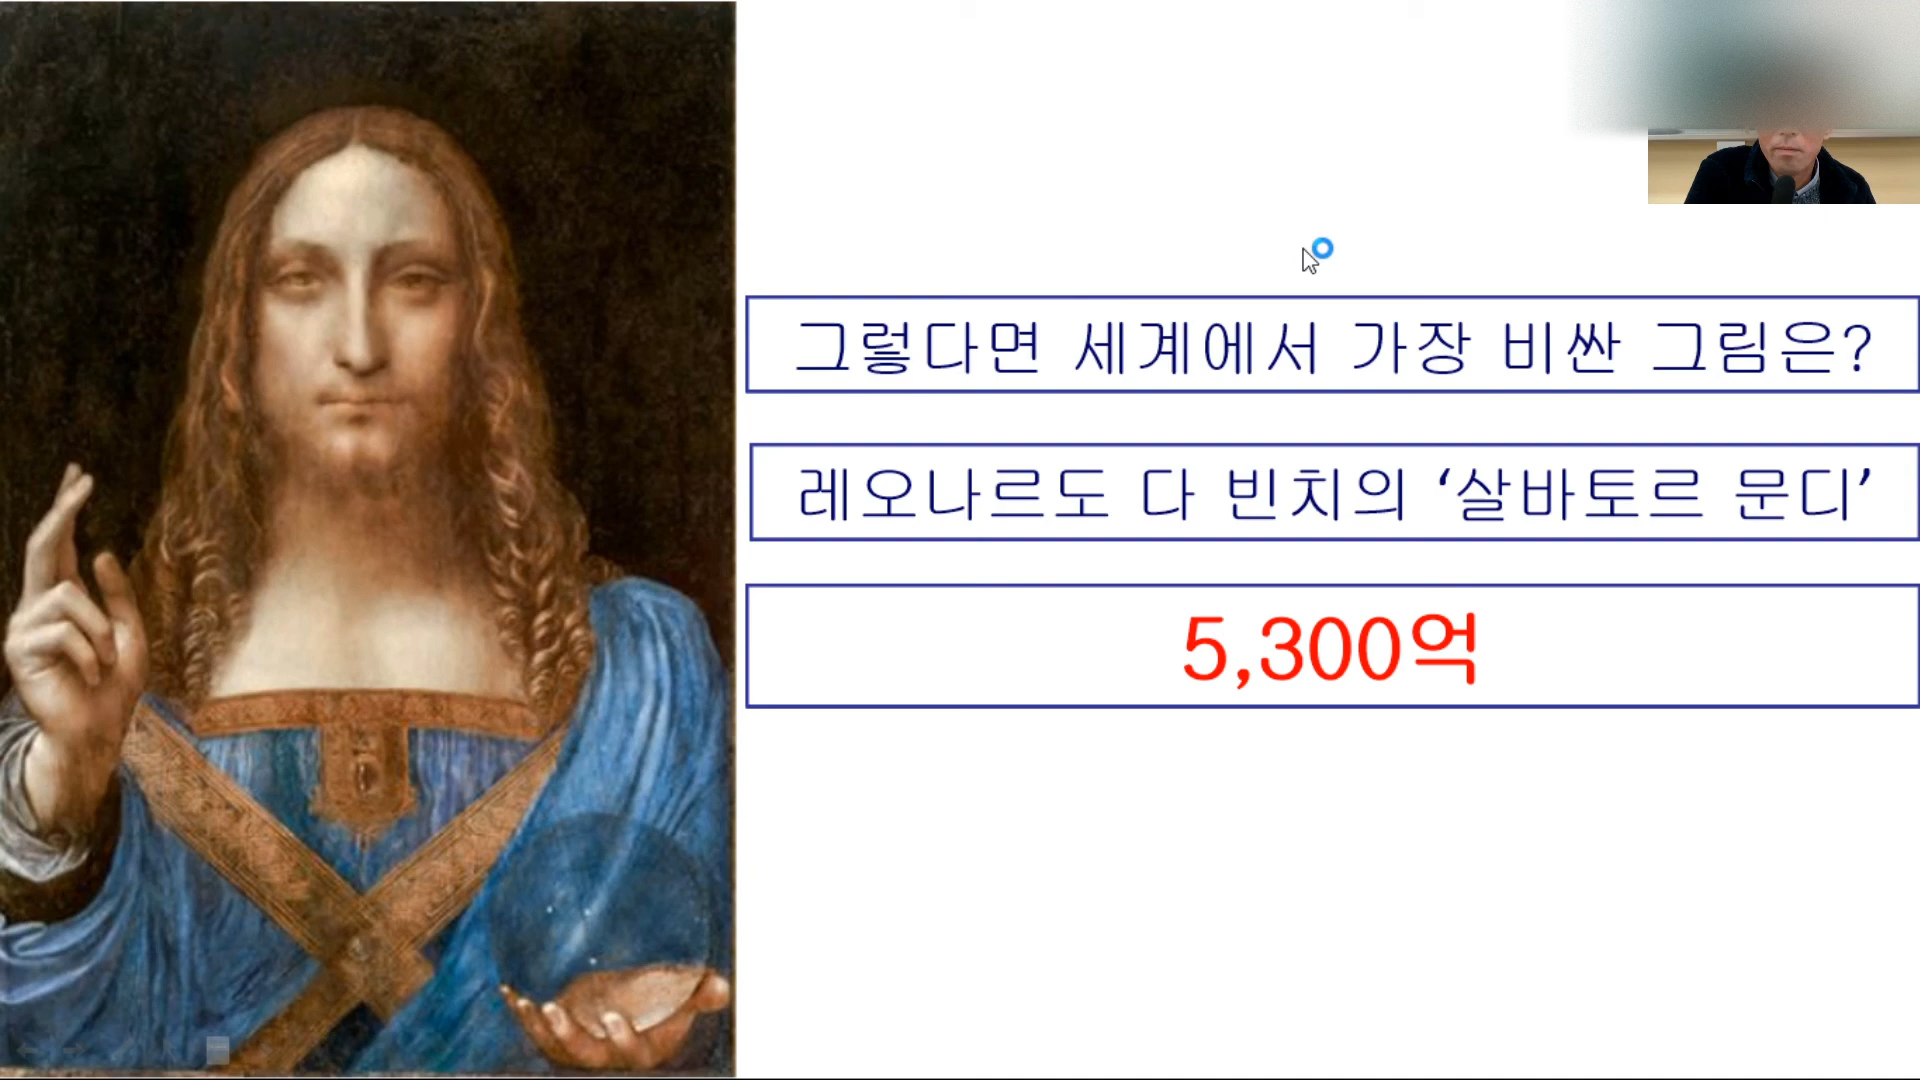 그렇다면 세계에서 가장 비싼 그림은?
레오나르도 다 빈치의 ‘살바토르 문디’
5,300억